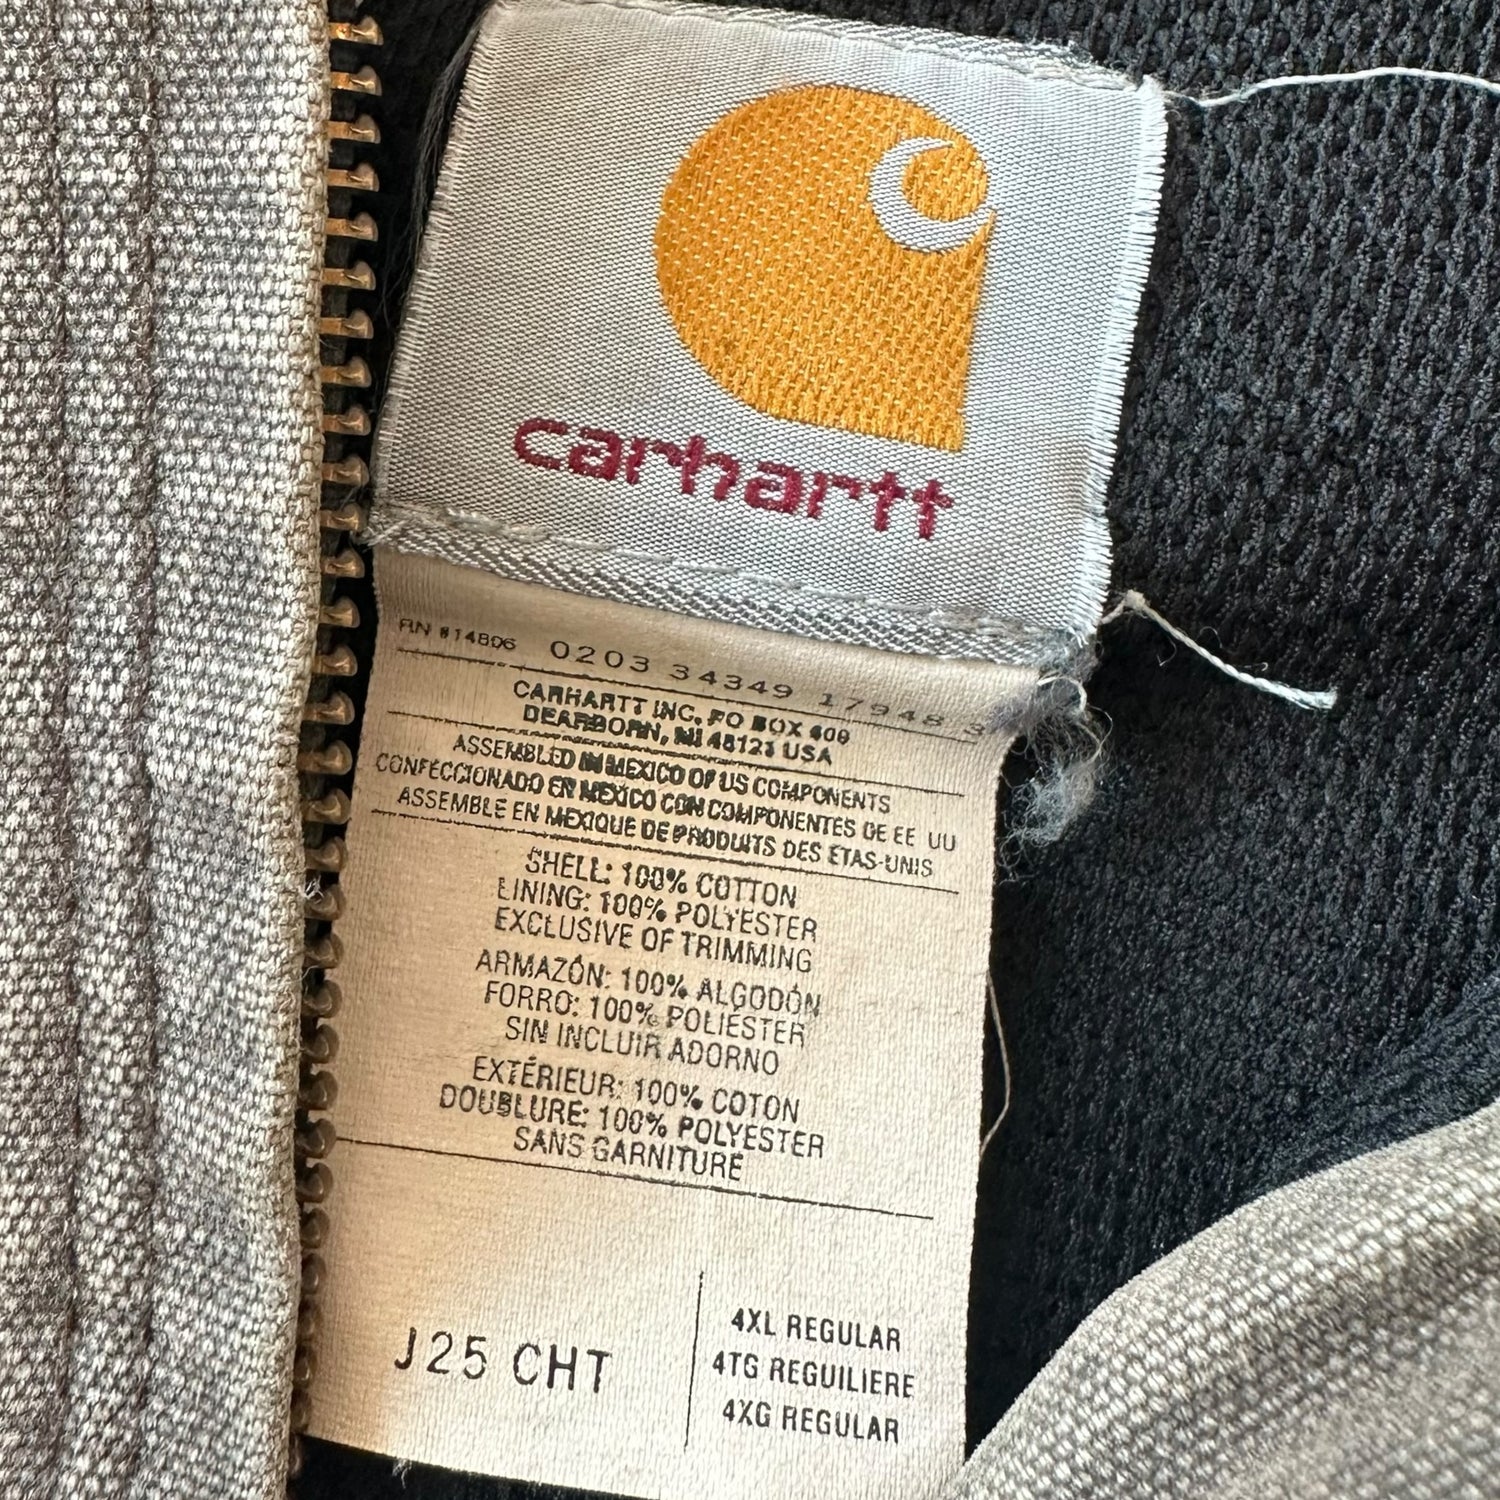 carhartt
RN #14806 0203 34349 17948 3
CARHARTT INC, PO BOX 600
DEARBORN, MI 48121 USA
ASSEMBLED IN MEXICO OF US COMPONENTS
CONFECCIONADO EN MEXICO CON COMPONENTES DE EE UU
ASSEMBLE EN MEXIQUE DE PRODUITS DES ETAS-UNIS
SHELL: 100% COTTON
LINING: 100% POLYESTER
EXCLUSIVE OF TRIMMING
ARMAZÓN: 100% ALGODÓN
FORRO: 100% POLIÉSTER
SIN INCLUIR ADORNO
EXTÉRIEUR: 100% COTON
DOUBLURE: 100% POLYESTER
SANS GARNITURE
J25 CHT
4XL REGULAR
4TG REGUILIERE
4XG REGULAR